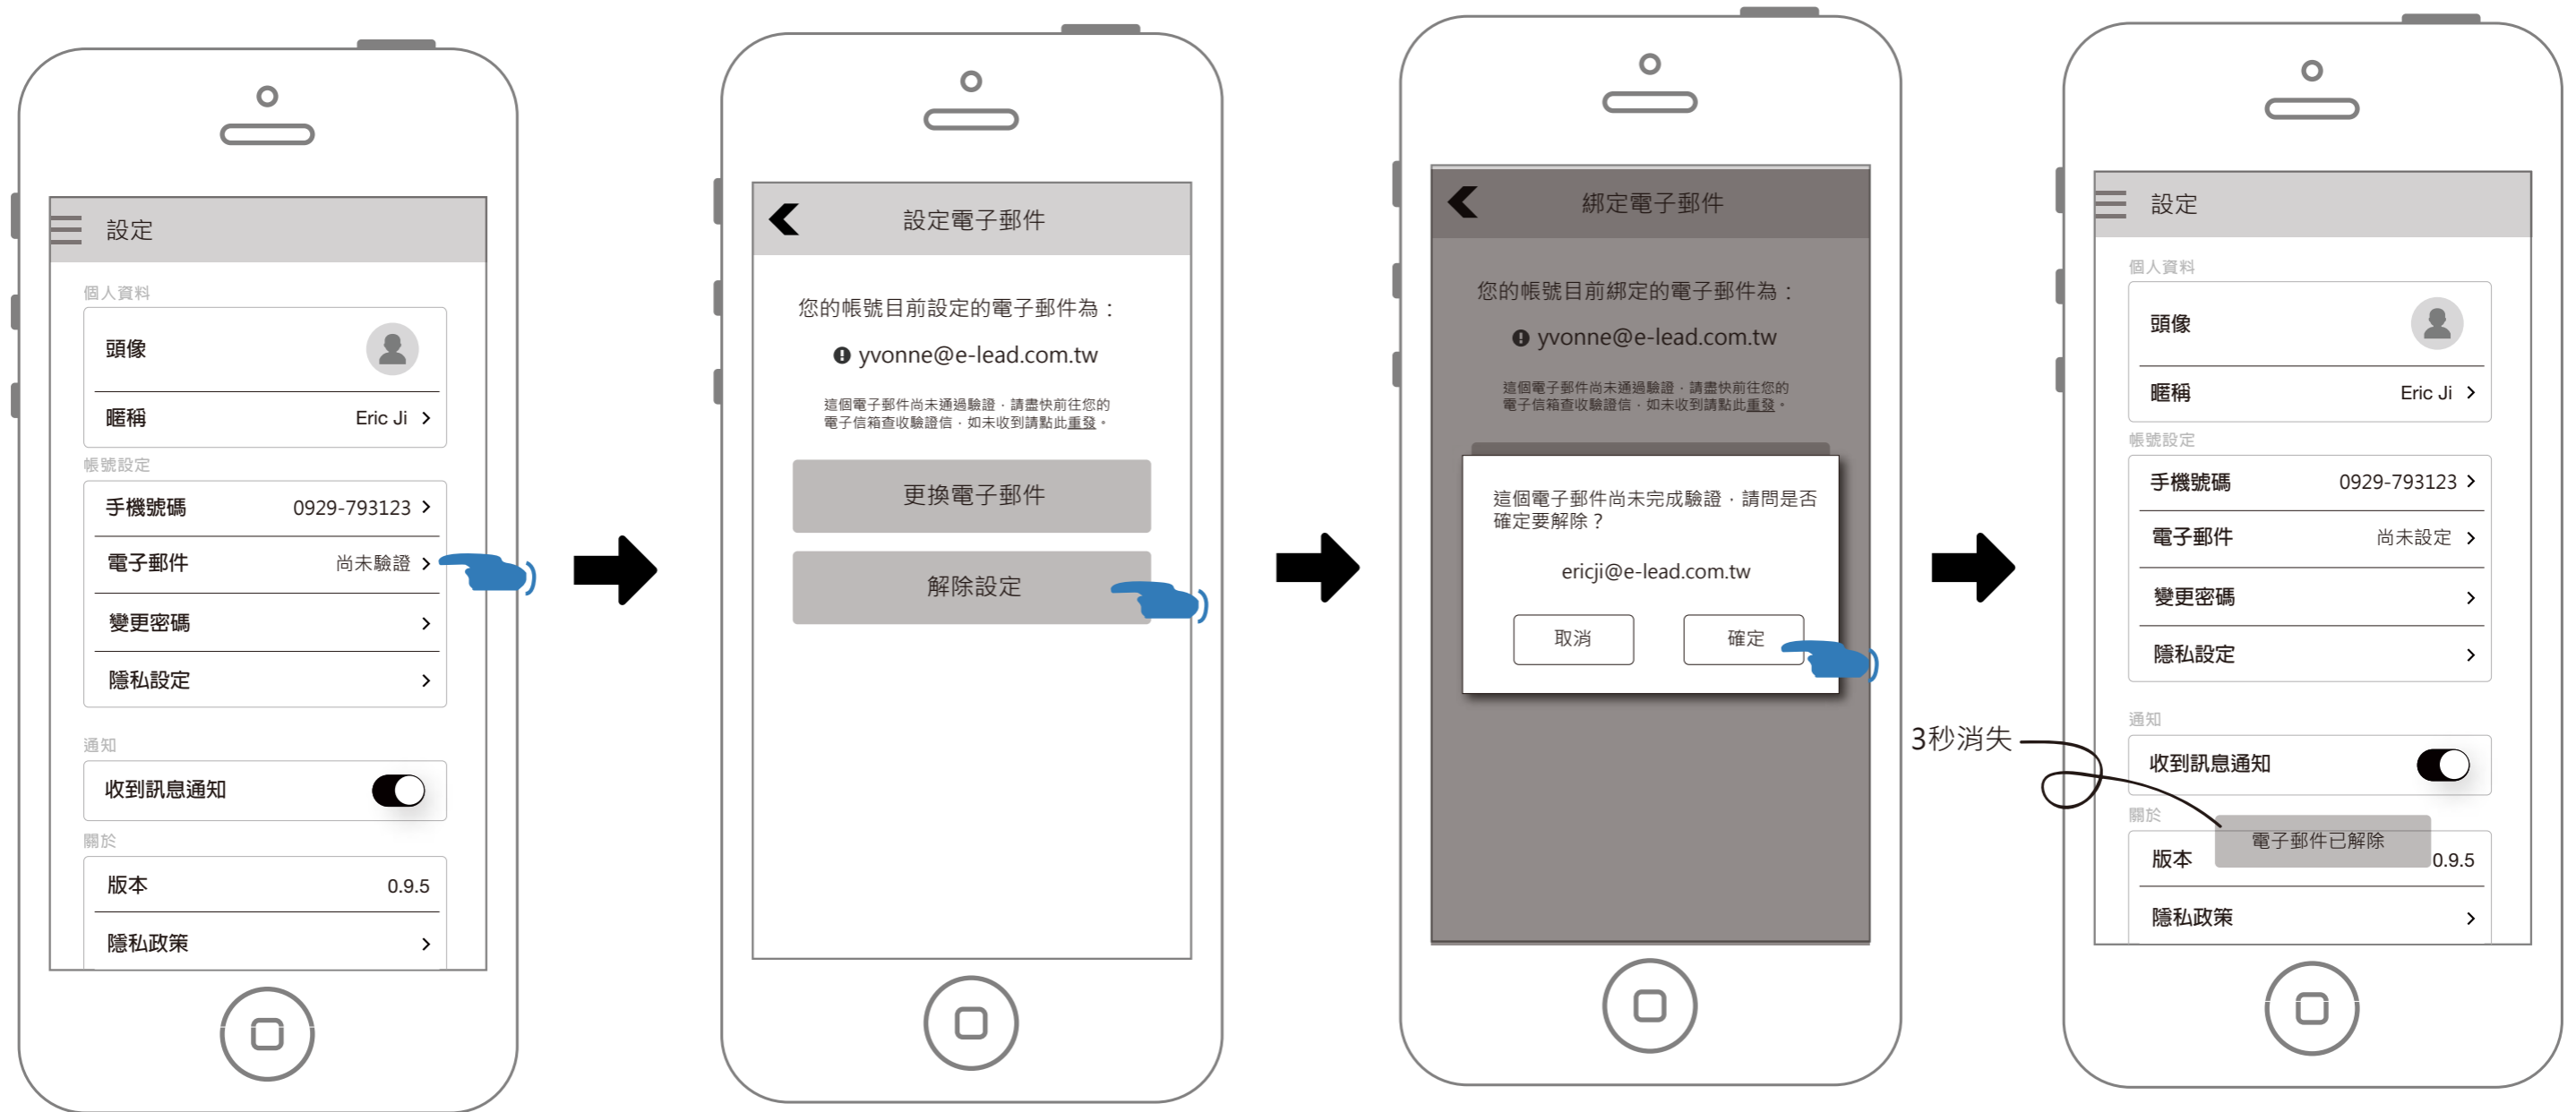 設定
個人資料
頭像
暱稱 Eric Ji >
帳號設定
手機號碼 0929-793123 >
電子郵件 尚未驗證 >
變更密碼 >
隱私設定 >
通知
收到訊息通知
關於
版本 0.9.5
隱私政策 >
設定電子郵件
您的帳號目前設定的電子郵件為：
yvonne@e-lead.com.tw
這個電子郵件尚未通過驗證，請盡快前往您的
電子信箱查收驗證信，如未收到請點此重發。
更換電子郵件
解除設定
綁定電子郵件
您的帳號目前綁定的電子郵件為：
yvonne@e-lead.com.tw
這個電子郵件尚未通過驗證，請盡快前往您的
電子信箱查收驗證信，如未收到請點此重發。
這個電子郵件尚未完成驗證，請問是否
確定要解除？
ericji@e-lead.com.tw
取消 確定
3秒消失
設定
個人資料
頭像
暱稱 Eric Ji >
帳號設定
手機號碼 0929-793123 >
電子郵件 尚未設定 >
變更密碼 >
隱私設定 >
通知
收到訊息通知
關於
電子郵件已解除
版本 0.9.5
隱私政策 >